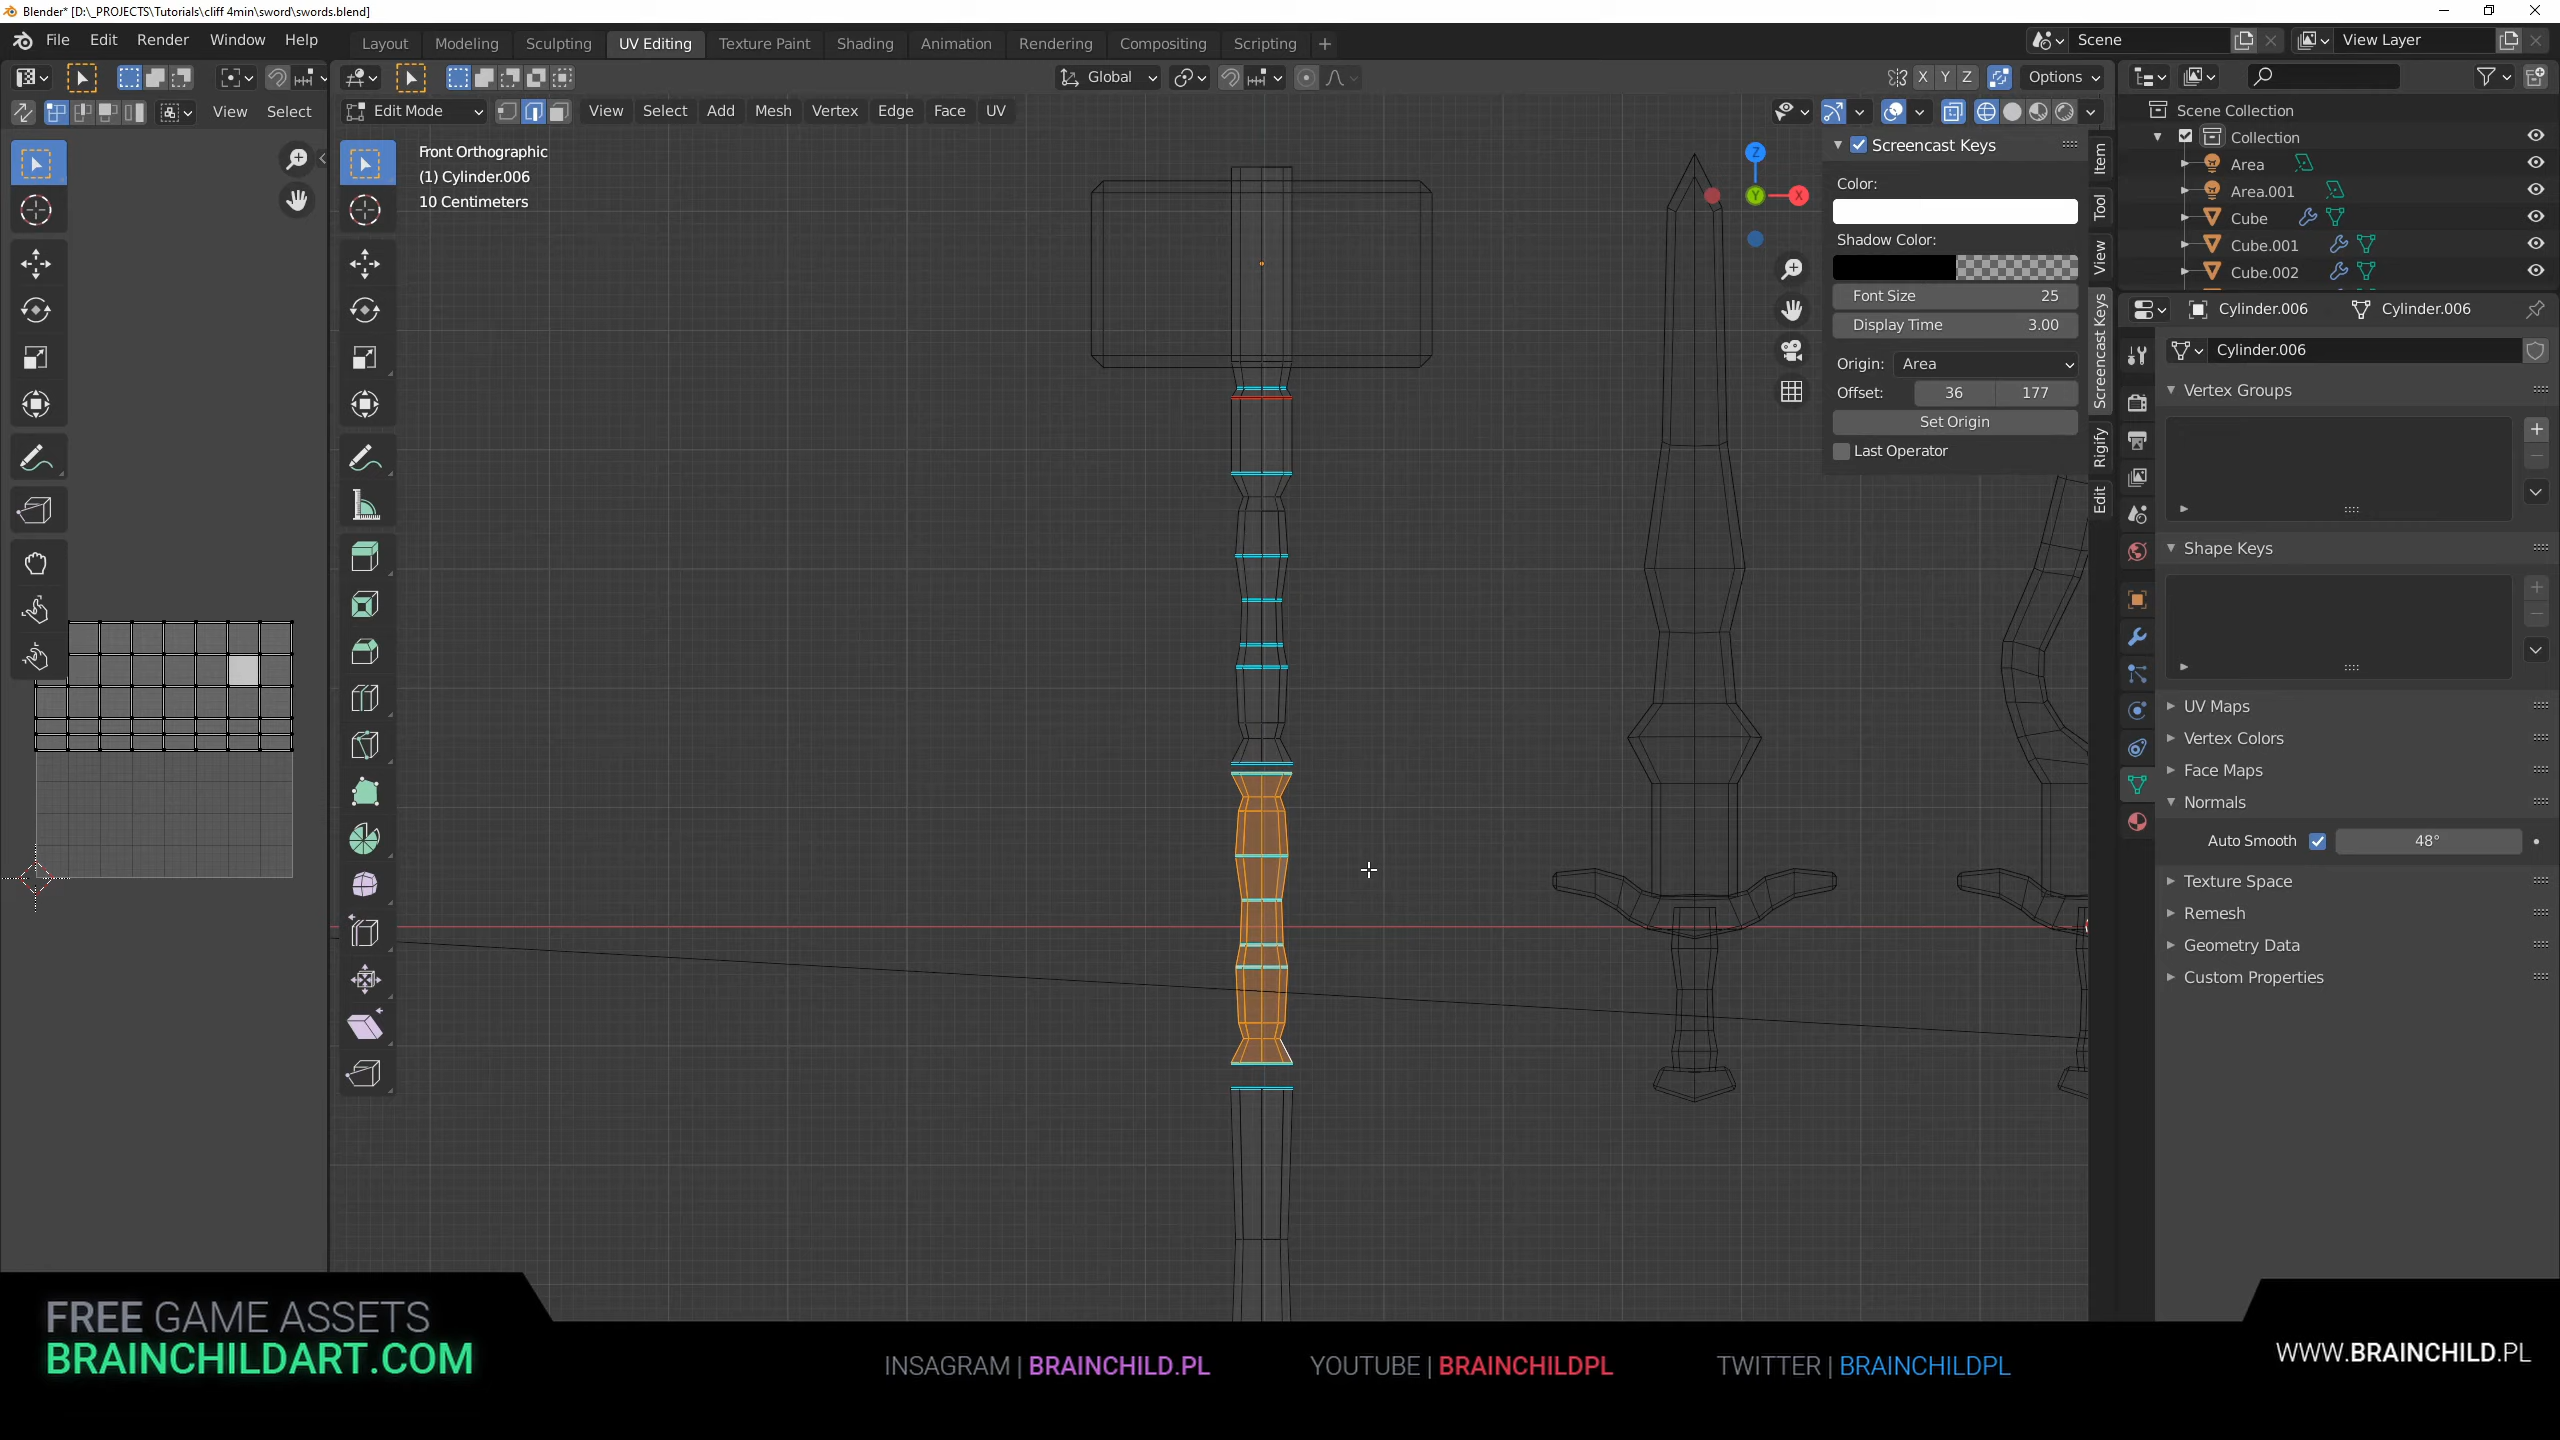 Blender* [D:\_PROJECTS\Tutorials\cliff 4min\sword\swords.blend]
File Edit Render Window Help
Layout Modeling Sculpting UV Editing Texture Paint Shading Animation Rendering Compositing Scripting +
Scene
View Layer
Global
X Y Z
Options
View Select
Edit Mode
View Select Add Mesh Vertex Edge Face UV
Front Orthographic
(1) Cylinder.006
10 Centimeters
Z
Y
X
Screencast Keys
Color:
Shadow Color:
Font Size 25
Display Time 3.00
Origin: Area
Offset: 36 177
Set Origin
Last Operator
Item
Tool
View
Screencast Keys
Rigify
Edit
Scene Collection
Collection
Area
Area.001
Cube
Cube.001
Cube.002
Cylinder.006 Cylinder.006
Cylinder.006
Vertex Groups
Shape Keys
UV Maps
Vertex Colors
Face Maps
Normals
Auto Smooth 48°
Texture Space
Remesh
Geometry Data
Custom Properties
FREE GAME ASSETS
BRAINCHILDART.COM
INSAGRAM | BRAINCHILD.PL
YOUTUBE | BRAINCHILDPL
TWITTER | BRAINCHILDPL
WWW.BRAINCHILD.PL